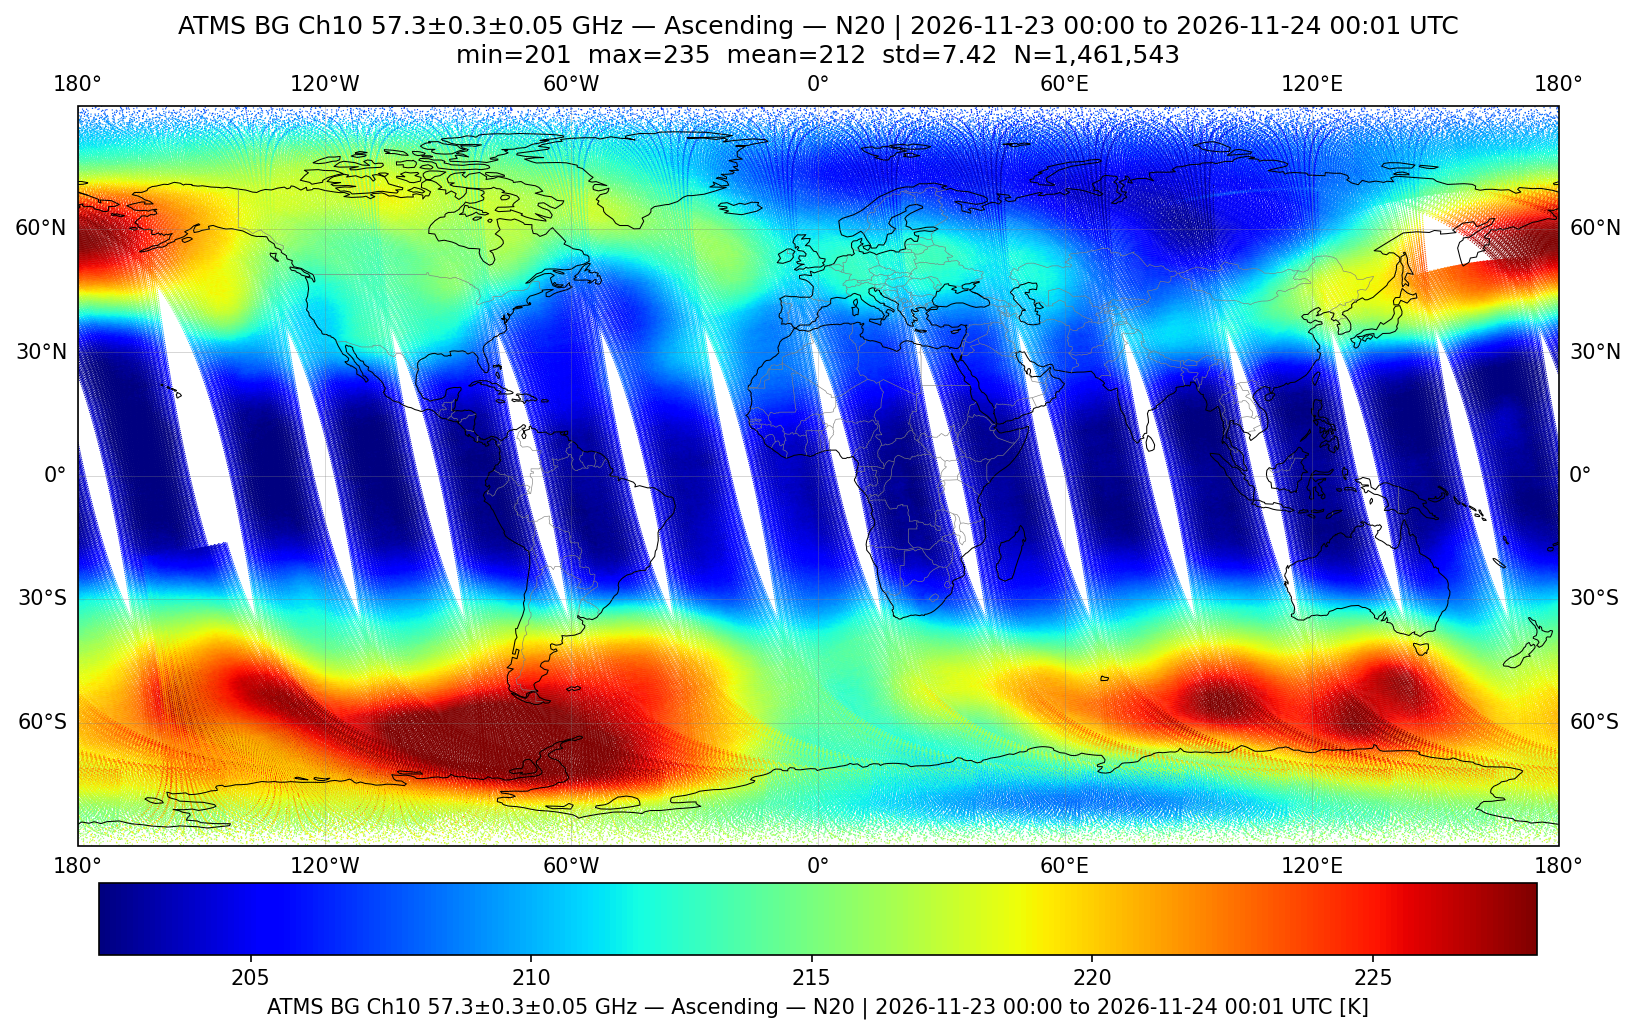 ATMS BG Ch10 57.3±0.3±0.05 GHz — Ascending — N20 | 2026-11-23 00:00 to 2026-11-24 00:01 UTC
min=201 max=235 mean=212 std=7.42 N=1,461,543
180° 120°W 60°W 0° 60°E 120°E 180°
60°N 60°N
30°N 30°N
0° 0°
30°S 30°S
60°S 60°S
180° 120°W 60°W 0° 60°E 120°E 180°
205 210 215 220 225
ATMS BG Ch10 57.3±0.3±0.05 GHz — Ascending — N20 | 2026-11-23 00:00 to 2026-11-24 00:01 UTC [K]